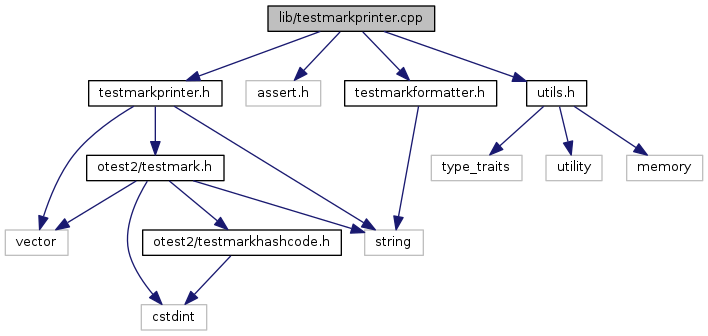 lib/testmarkprinter.cpp
testmarkprinter.h
assert.h
testmarkformatter.h
utils.h
otest2/testmark.h
type_traits
utility
memory
vector
otest2/testmarkhashcode.h
string
cstdint